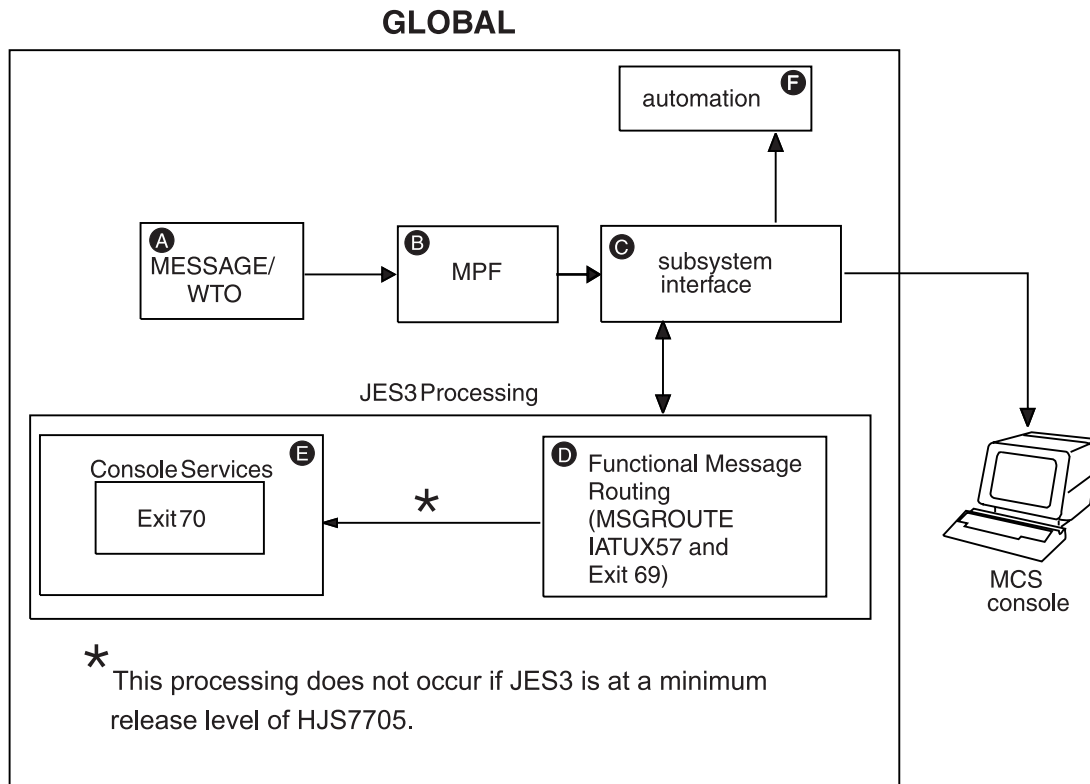 GLOBAL
F
automation
A
MESSAGE/
WTO
B
MPF
C
subsystem
interface
JES3 Processing
E
Console Services
Exit 70
*
D
Functional Message
Routing
(MSGROUTE
IATUX57 and
Exit 69)
MCS
console
* This processing does not occur if JES3 is at a minimum
release level of HJS7705.